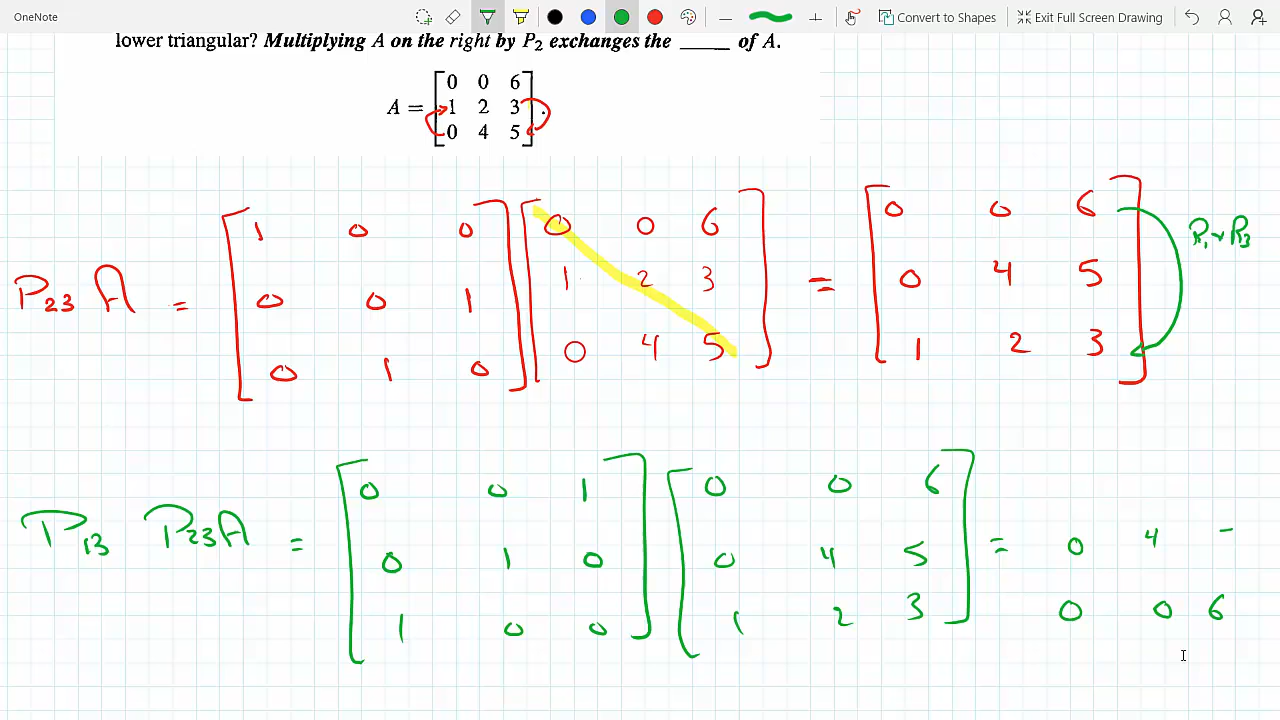 OneNote
Convert to Shapes
Exit Full Screen Drawing
lower triangular? Multiplying A on the right by P₂ exchanges the ____ of A.
0 0 6
A = 1 2 3 .
0 4 5
1 0 0 0 0 6 0 0 6 R₁ ↔ R₃
P₂₃ A = 0 0 1 1 2 3 = 0 4 5
0 1 0 0 4 5 1 2 3
0 0 1 0 0 6
P₁₃ P₂₃A = 0 1 0 0 4 5 = 0 4
1 0 0 1 2 3 0 0 6